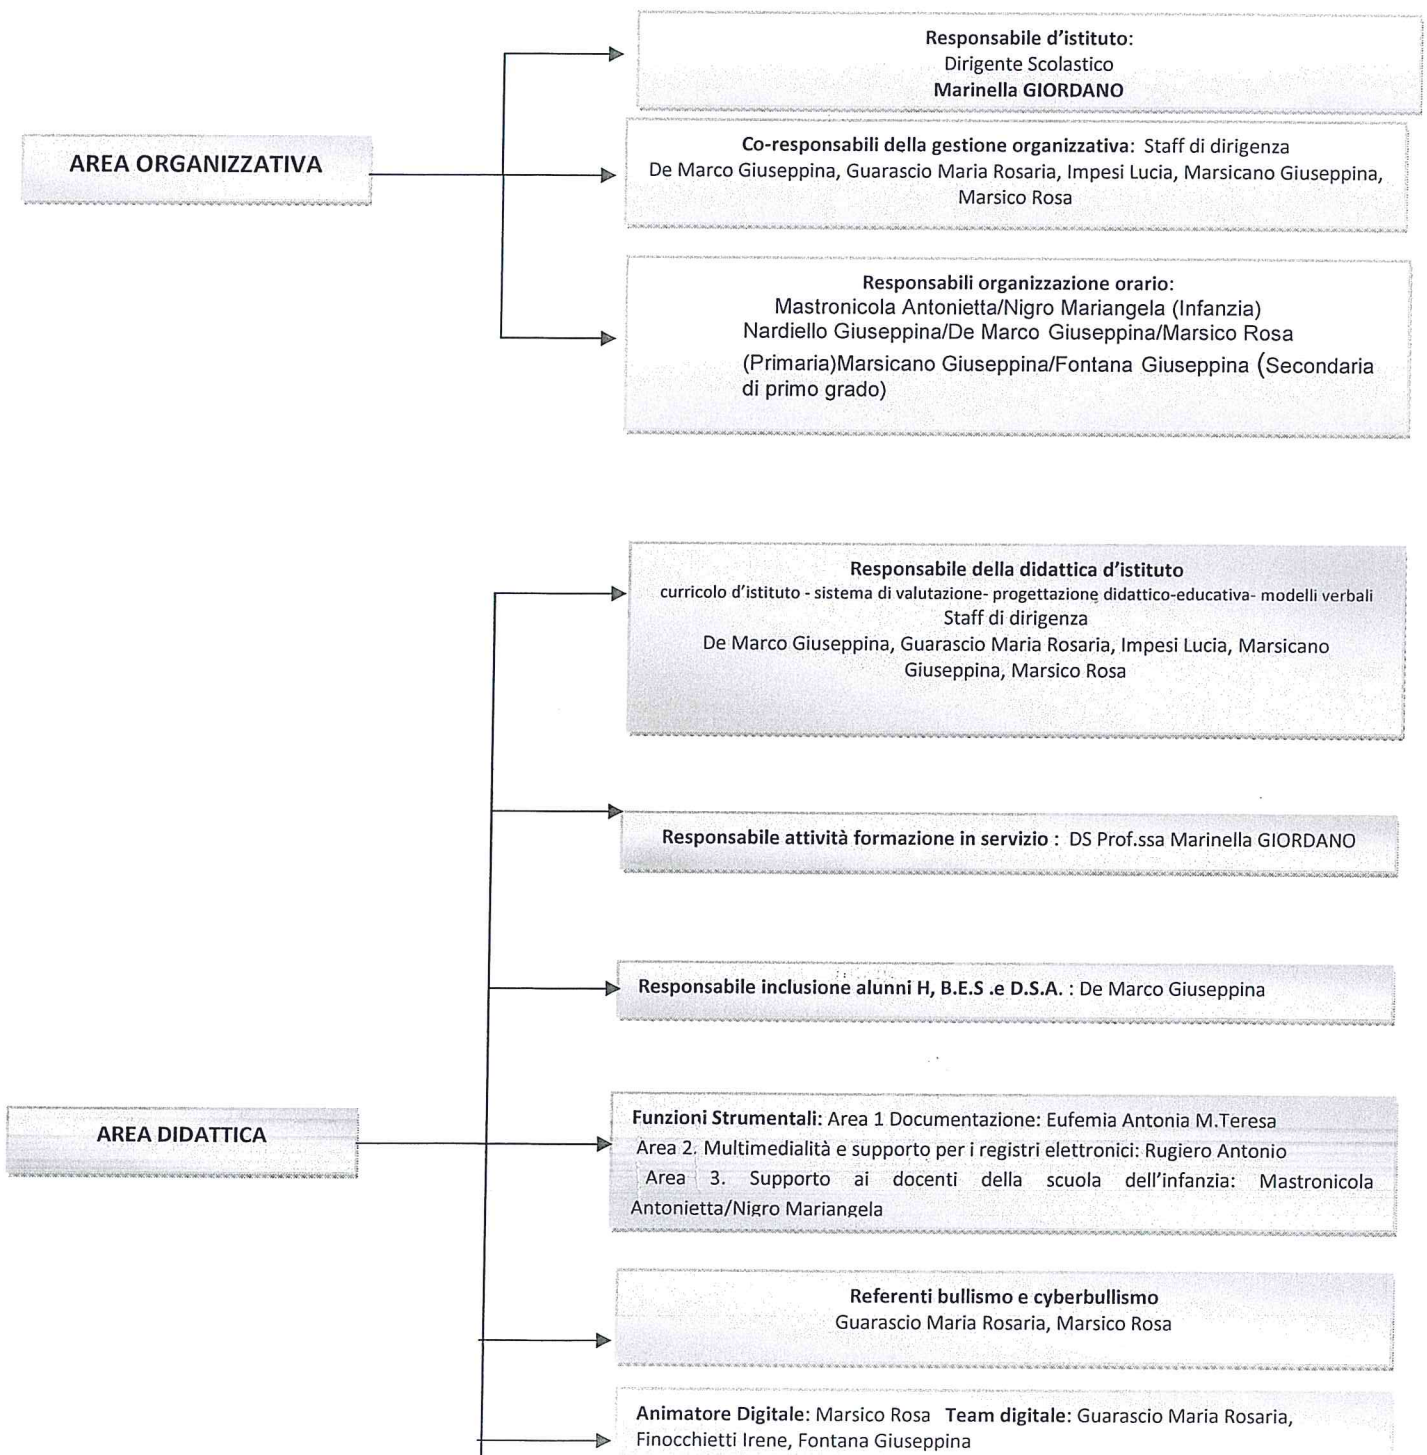 Responsabile d'istituto:
Dirigente Scolastico
Marinella GIORDANO
AREA ORGANIZZATIVA
Co-responsabili della gestione organizzativa: Staff di dirigenza
De Marco Giuseppina, Guarascio Maria Rosaria, Impesi Lucia, Marsicano Giuseppina,
Marsico Rosa
Responsabili organizzazione orario:
Mastronicola Antonietta/Nigro Mariangela (Infanzia)
Nardiello Giuseppina/De Marco Giuseppina/Marsico Rosa
(Primaria)Marsicano Giuseppina/Fontana Giuseppina (Secondaria
di primo grado)
Responsabile della didattica d'istituto
curricolo d'istituto - sistema di valutazione- progettazione didattico-educativa- modelli verbali
Staff di dirigenza
De Marco Giuseppina, Guarascio Maria Rosaria, Impesi Lucia, Marsicano
Giuseppina, Marsico Rosa
Responsabile attività formazione in servizio : DS Prof.ssa Marinella GIORDANO
Responsabile inclusione alunni H, B.E.S .e D.S.A. : De Marco Giuseppina
AREA DIDATTICA
Funzioni Strumentali: Area 1 Documentazione: Eufemia Antonia M.Teresa
Area 2. Multimedialità e supporto per i registri elettronici: Rugiero Antonio
Area 3. Supporto ai docenti della scuola dell'infanzia: Mastronicola
Antonietta/Nigro Mariangela
Referenti bullismo e cyberbullismo
Guarascio Maria Rosaria, Marsico Rosa
Animatore Digitale: Marsico Rosa Team digitale: Guarascio Maria Rosaria,
Finocchietti Irene, Fontana Giuseppina